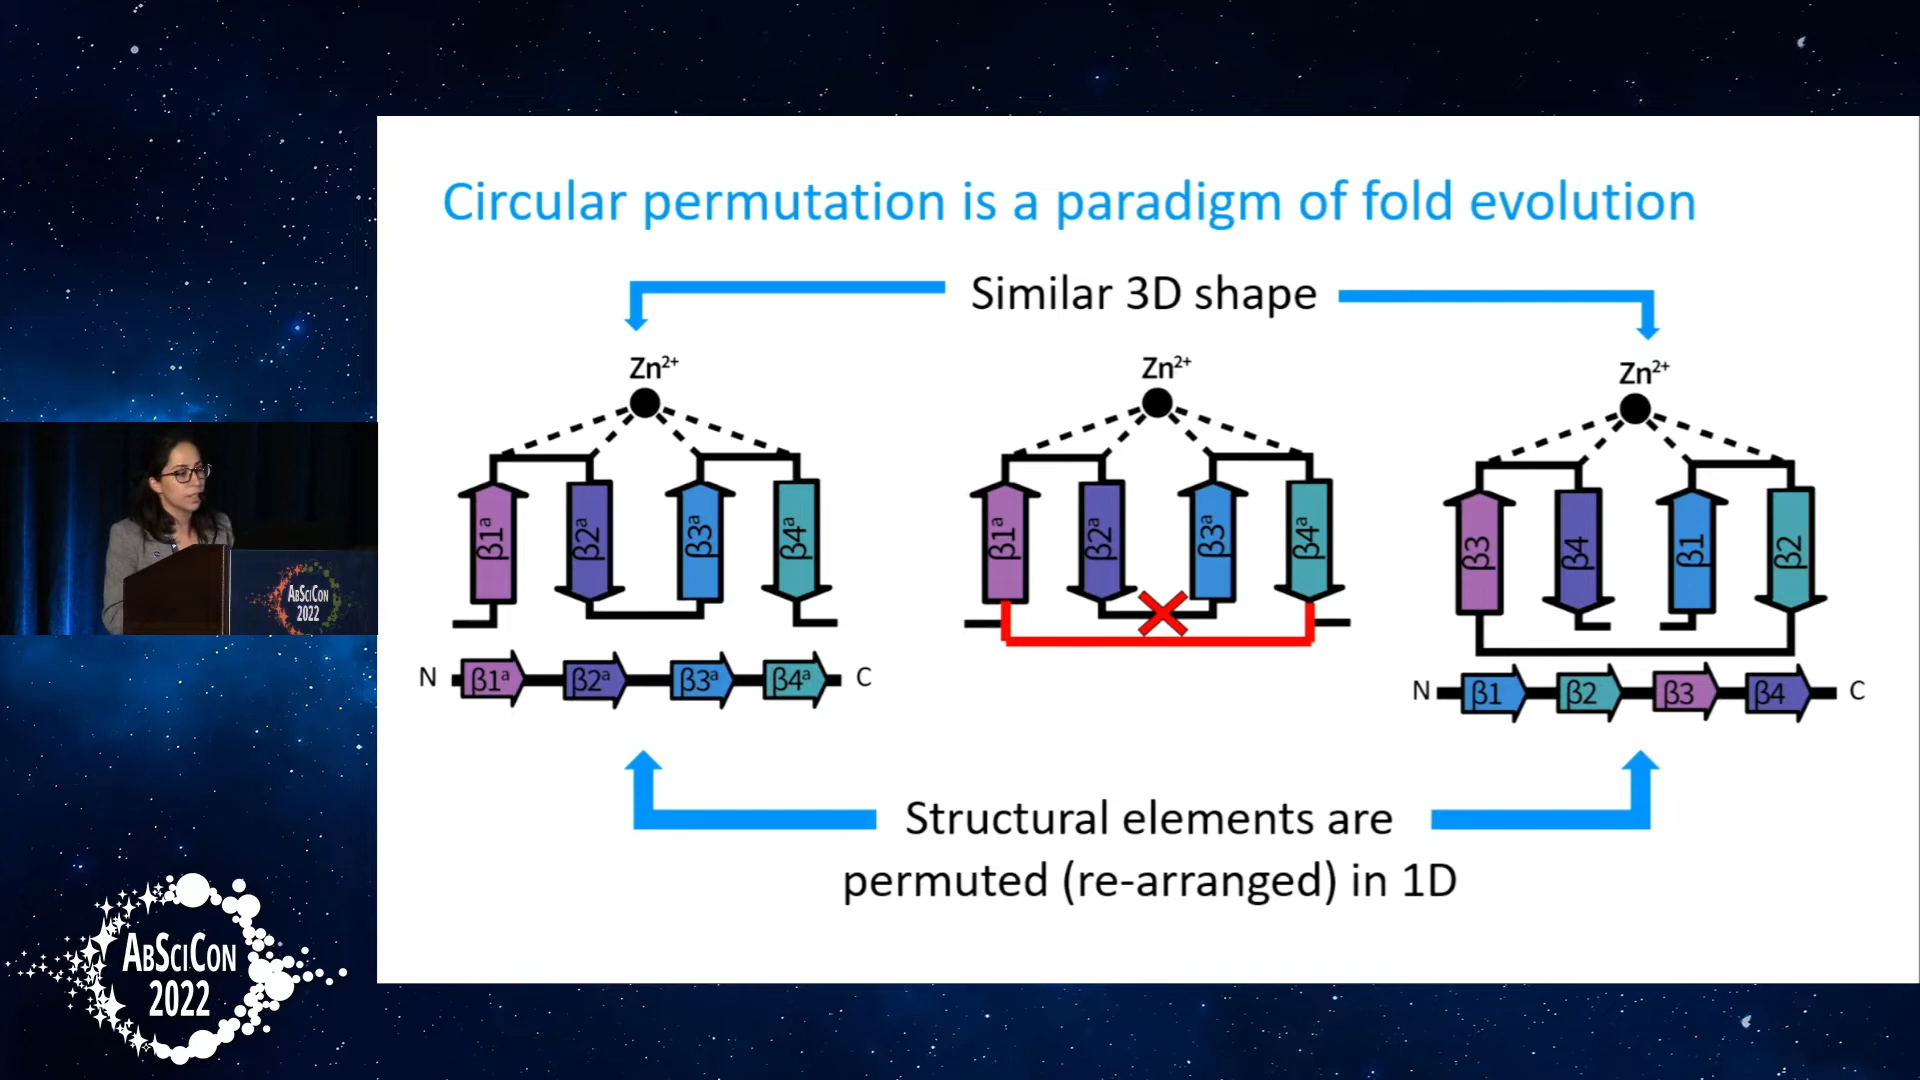 Circular permutation is a paradigm of fold evolution
Similar 3D shape
Zn²⁺
Zn²⁺
Zn²⁺
β1ᵃ
β2ᵃ
β3ᵃ
β4ᵃ
β1ᵃ
β2ᵃ
β3ᵃ
β4ᵃ
β3
β4
β1
β2
N β1ᵃ β2ᵃ β3ᵃ β4ᵃ C
N β1 β2 β3 β4 C
Structural elements are
permuted (re-arranged) in 1D
AbSciCon
2022
AbSciCon
2022